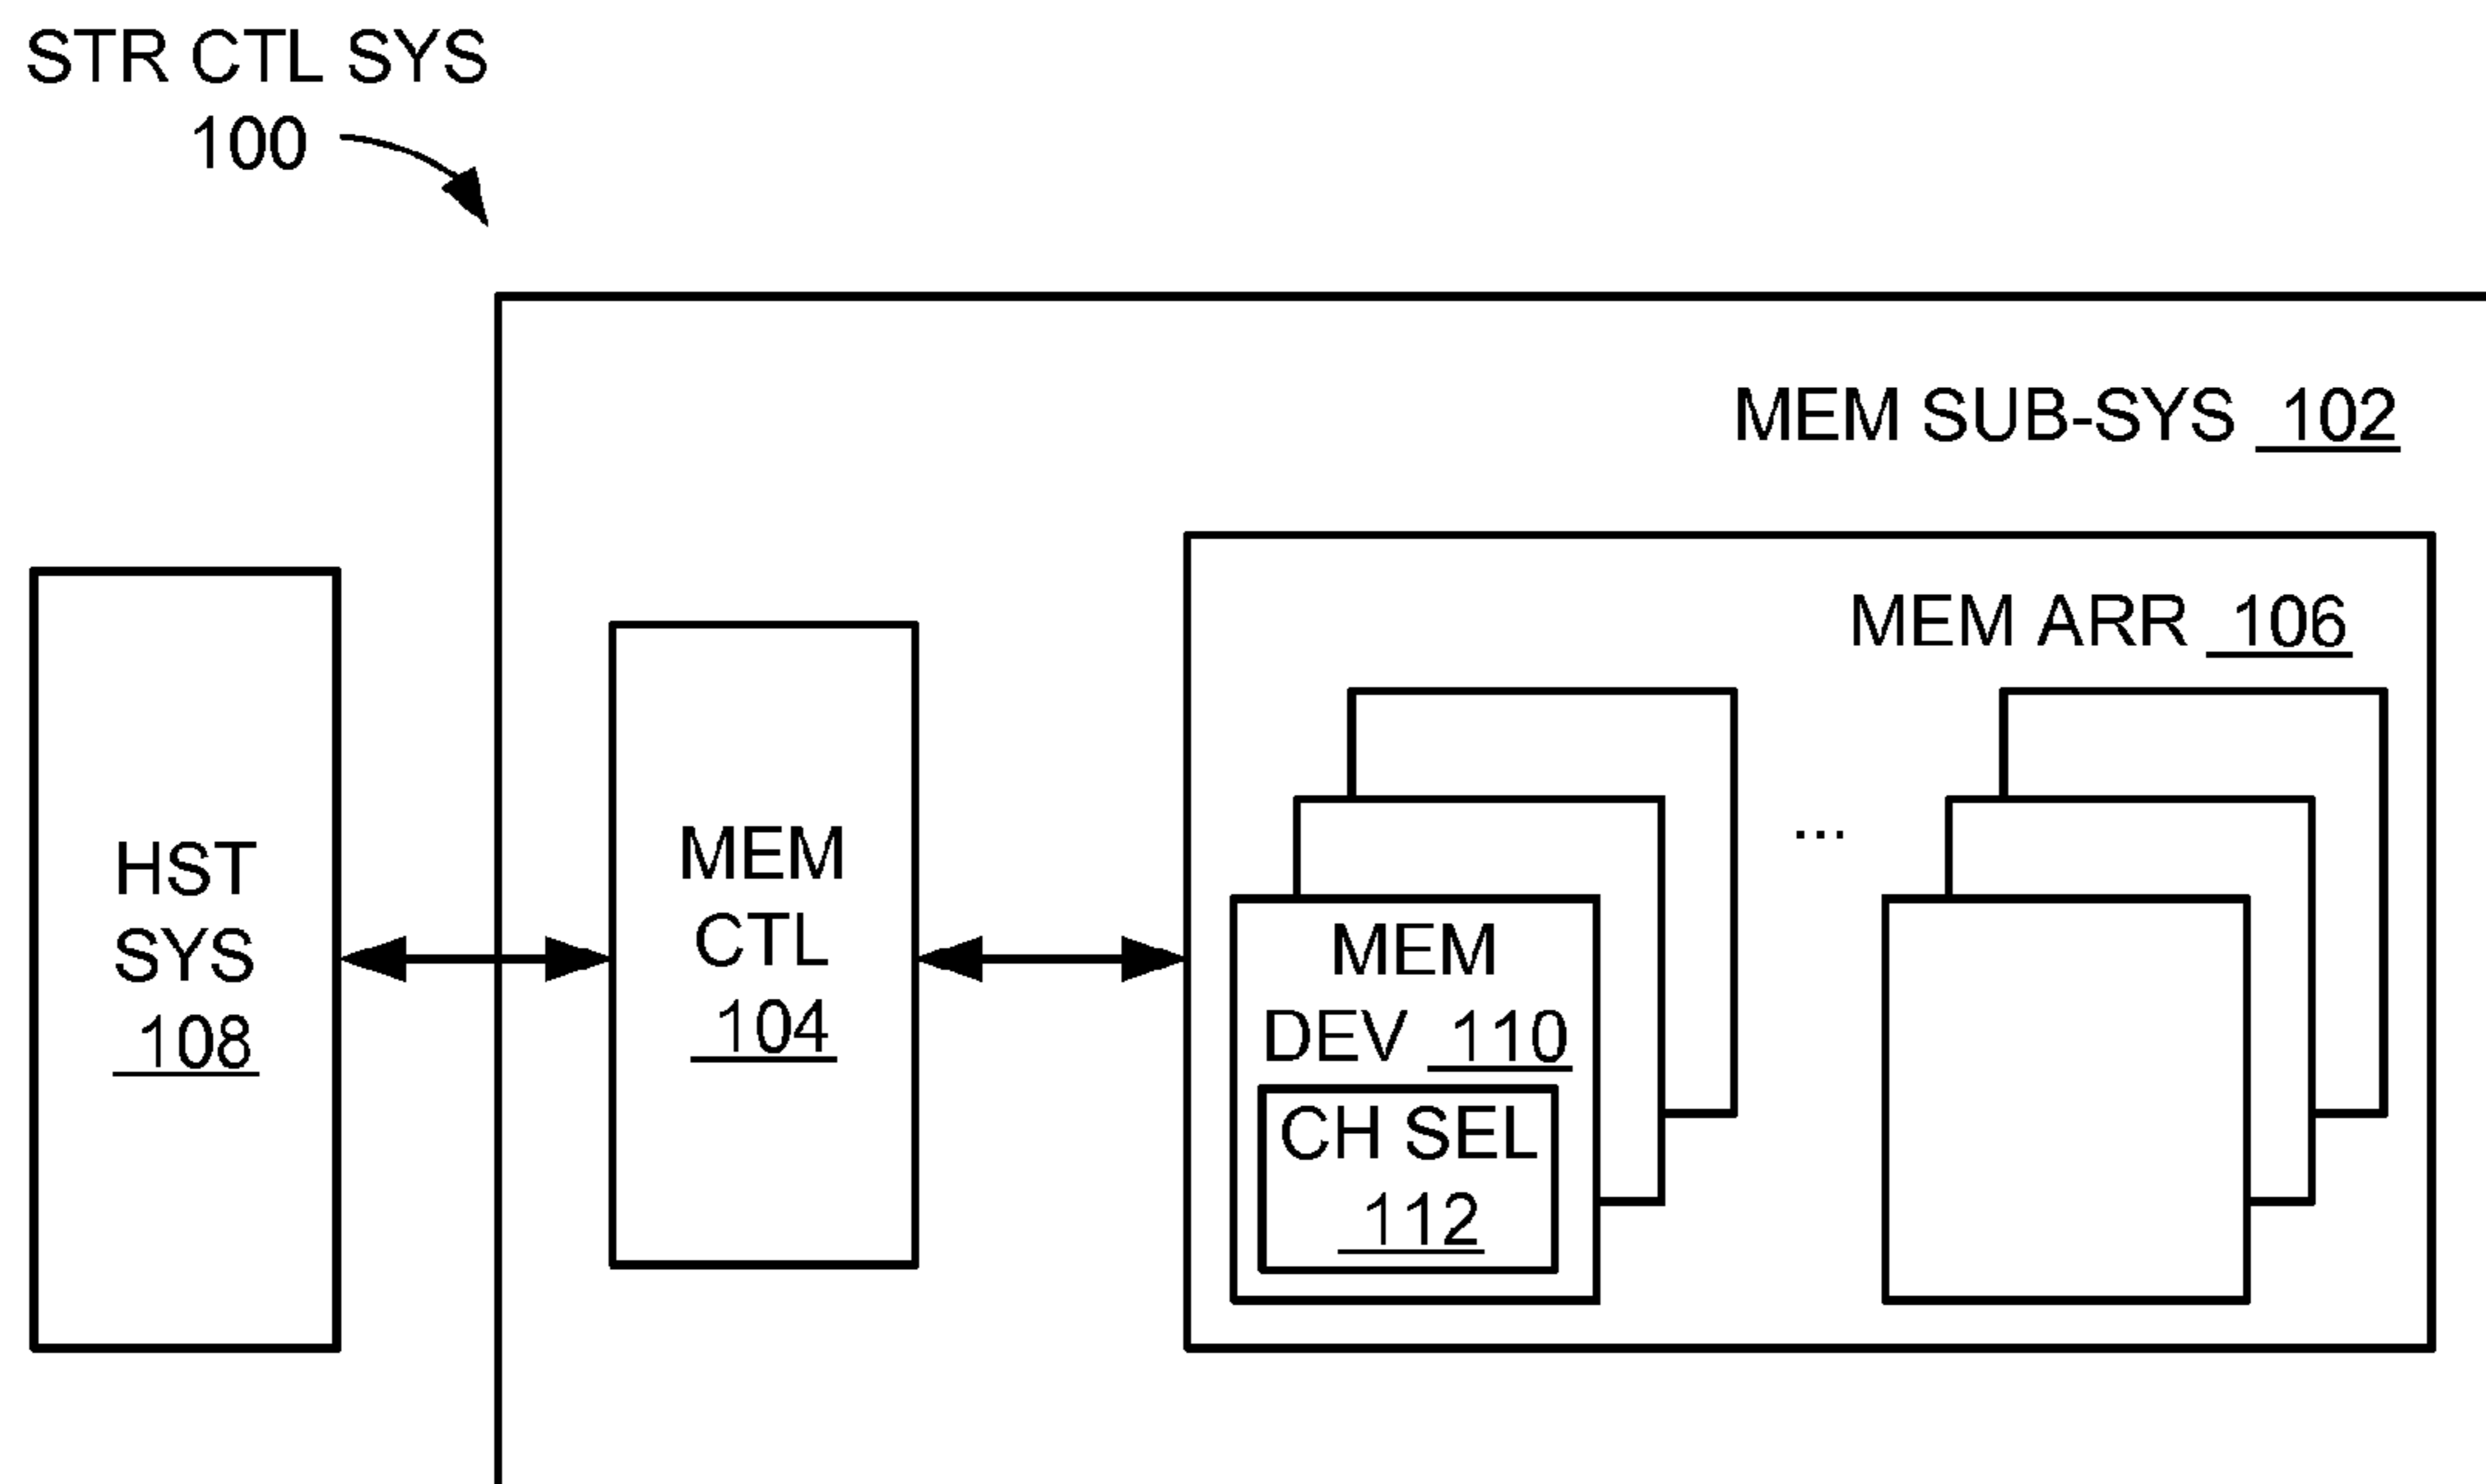 STR CTL SYS
100
MEM SUB-SYS 102
MEM ARR 106
HST
SYS
108
MEM
CTL
104
MEM
DEV 110
CH SEL
112
...